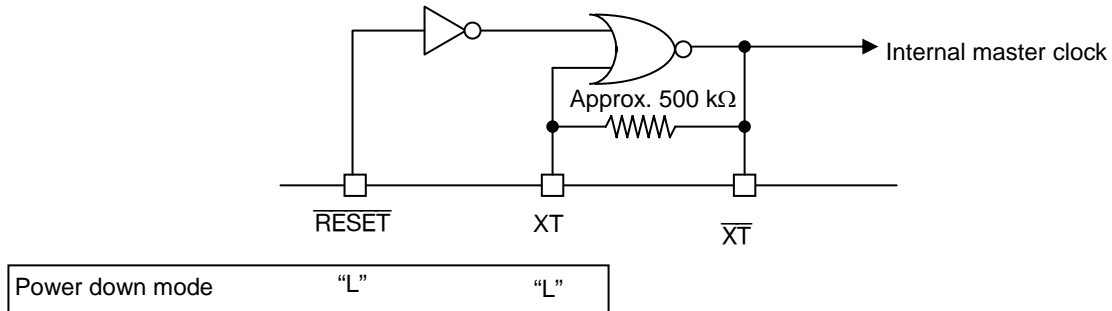 Internal master clock
Approx. 500 kΩ
RESET XT XT
Power down mode “L” “L”